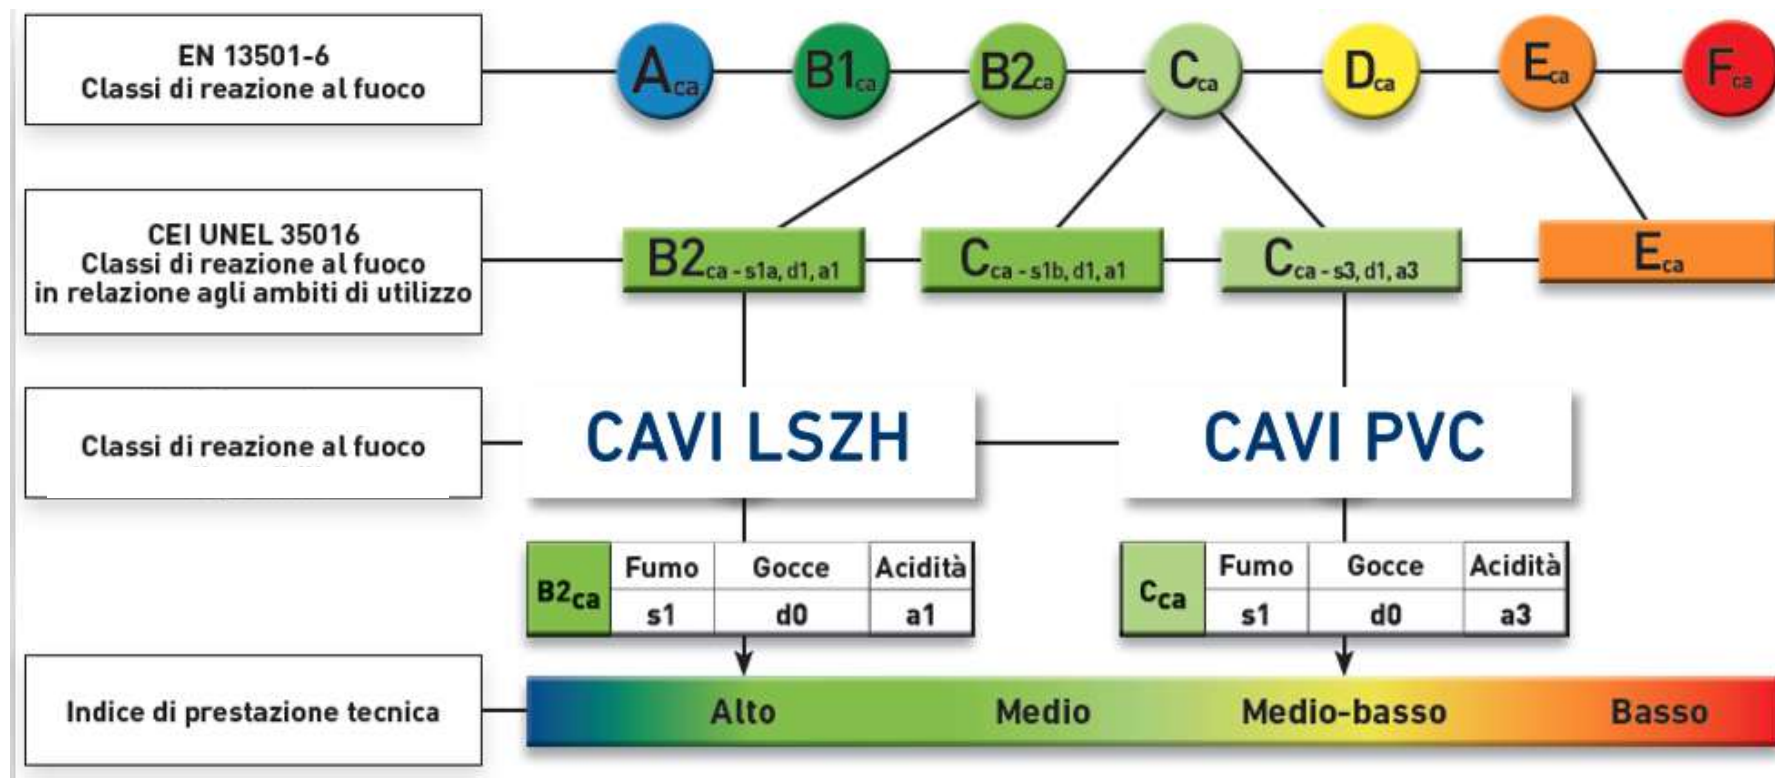 EN 13501-6
Classi di reazione al fuoco
Aca
B1ca
B2ca
Cca
Dca
Eca
Fca
CEI UNEL 35016
Classi di reazione al fuoco
in relazione agli ambiti di utilizzo
B2ca - s1a, d1, a1
Cca - s1b, d1, a1
Cca - s3, d1, a3
Eca
Classi di reazione al fuoco
CAVI LSZH
CAVI PVC
B2ca
Fumo Gocce Acidità
s1 d0 a1
Cca
Fumo Gocce Acidità
s1 d0 a3
Indice di prestazione tecnica
Alto Medio Medio-basso Basso